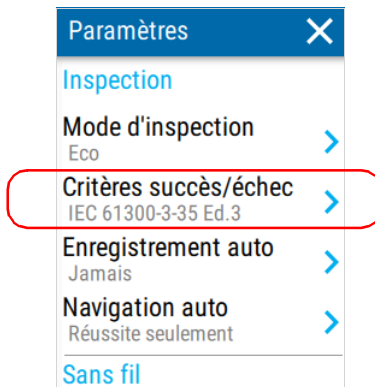 Paramètres
Inspection
Mode d'inspection
Eco
Critères succès/échec
IEC 61300-3-35 Ed.3
Enregistrement auto
Jamais
Navigation auto
Réussite seulement
Sans fil